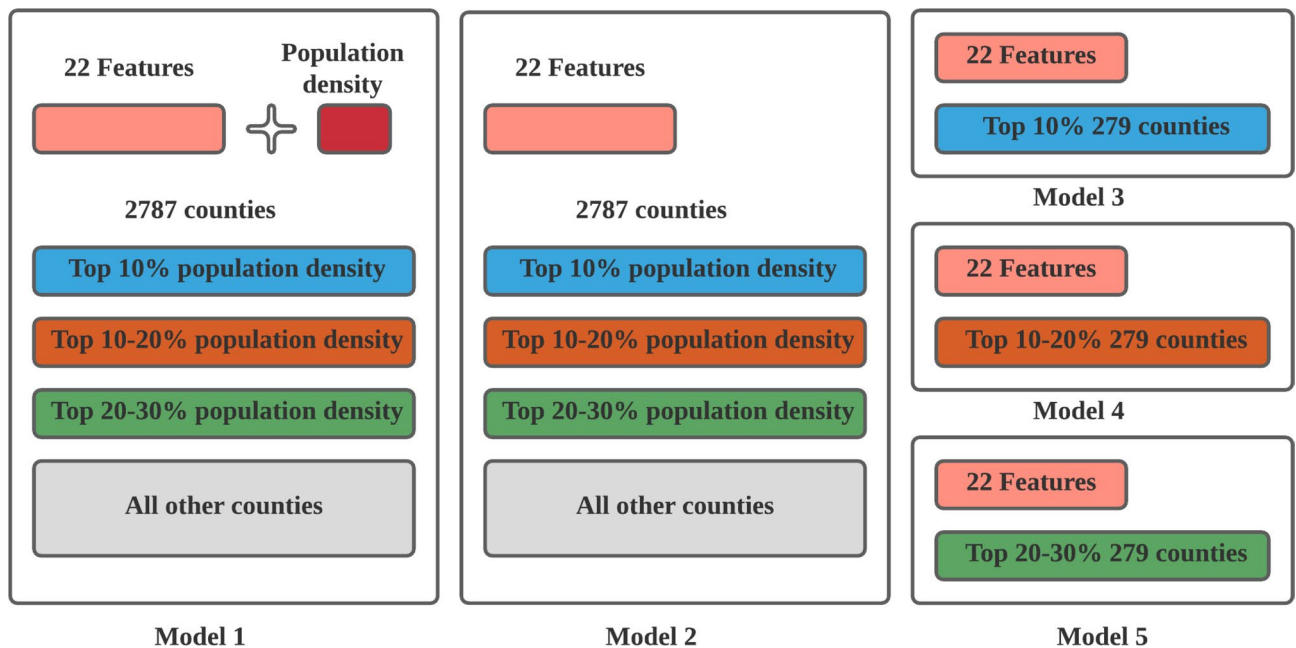 22 Features
Population
density
2787 counties
Top 10% population density
Top 10-20% population density
Top 20-30% population density
All other counties
Model 1
22 Features
2787 counties
Top 10% population density
Top 10-20% population density
Top 20-30% population density
All other counties
Model 2
22 Features
Top 10% 279 counties
Model 3
22 Features
Top 10-20% 279 counties
Model 4
22 Features
Top 20-30% 279 counties
Model 5